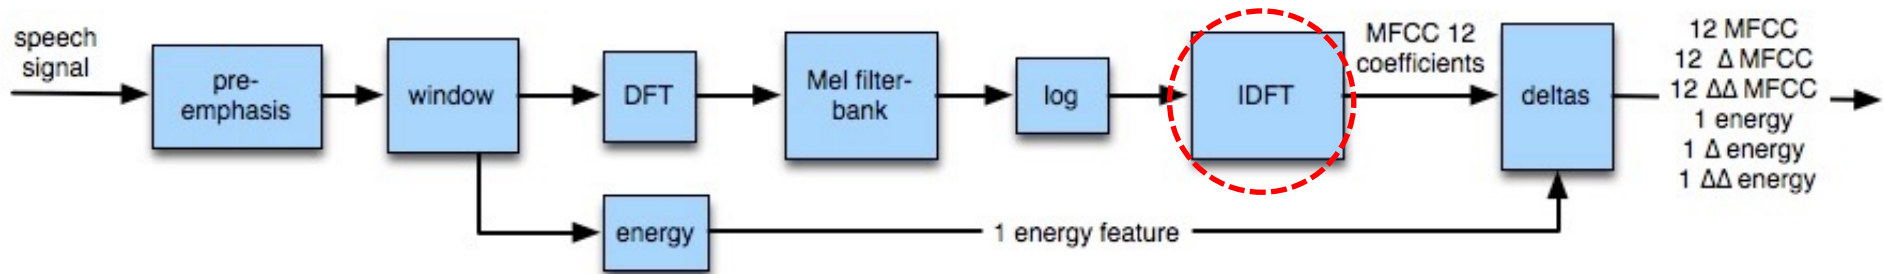 speech
signal
pre-
emphasis
window
DFT
Mel filter-
bank
log
IDFT
MFCC 12
coefficients
deltas
12 MFCC
12 Δ MFCC
12 ΔΔ MFCC
1 energy
1 Δ energy
1 ΔΔ energy
energy
1 energy feature